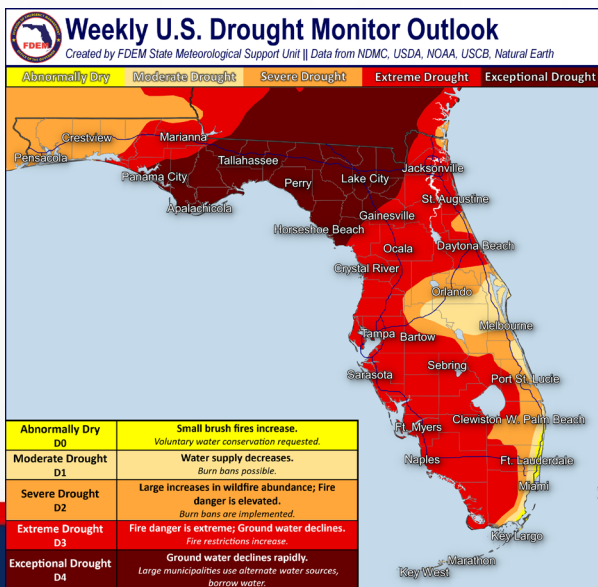 Weekly U.S. Drought Monitor Outlook
Created by FDEM State Meteorological Support Unit || Data from NDMC, USDA, NOAA, USCB, Natural Earth
FDEM
Abnormally Dry Moderate Drought Severe Drought Extreme Drought Exceptional Drought
Crestview
Marianna
Pensacola
Tallahassee
Jacksonville
Panama City
Perry
Lake City
St. Augustine
Apalachicola
Gainesville
Horseshoe Beach
Ocala
Daytona Beach
Crystal River
Orlando
Melbourne
Tampa
Bartow
Sebring
Sarasota
Port St. Lucie
Clewiston
W. Palm Beach
Ft. Myers
Naples
Ft. Lauderdale
Miami
Key Largo
Marathon
Key West
Abnormally Dry
D0
Small brush fires increase.
Voluntary water conservation requested.
Moderate Drought
D1
Water supply decreases.
Burn bans possible.
Severe Drought
D2
Large increases in wildfire abundance; Fire
danger is elevated.
Burn bans are implemented.
Extreme Drought
D3
Fire danger is extreme; Ground water declines.
Fire restrictions increase.
Exceptional Drought
D4
Ground water declines rapidly.
Large municipalities use alternate water sources,
borrow water.